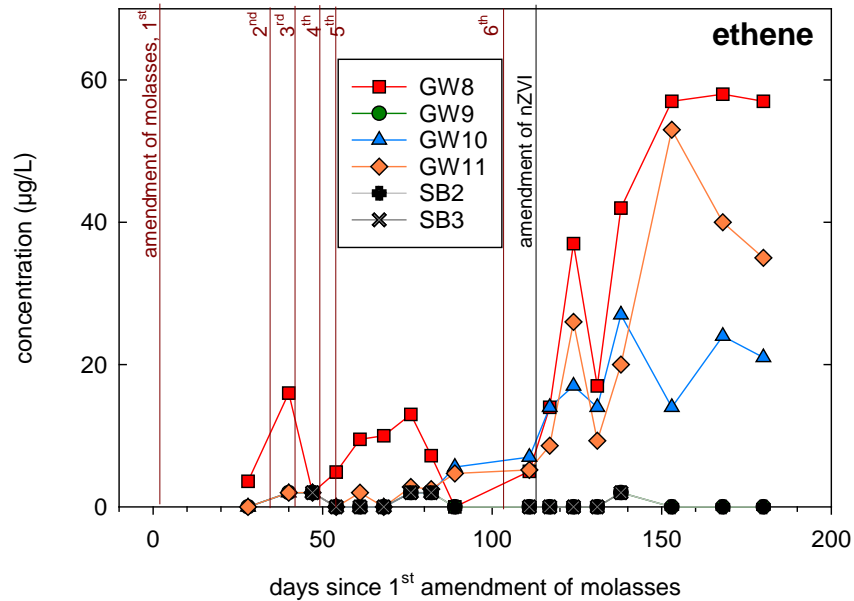 ethene
amendment of molasses, 1st
2nd
3rd
4th
5th
6th
amendment of nZVI
GW8
GW9
GW10
GW11
SB2
SB3
concentration (µg/L)
60
40
20
0
0 50 100 150 200
days since 1st amendment of molasses